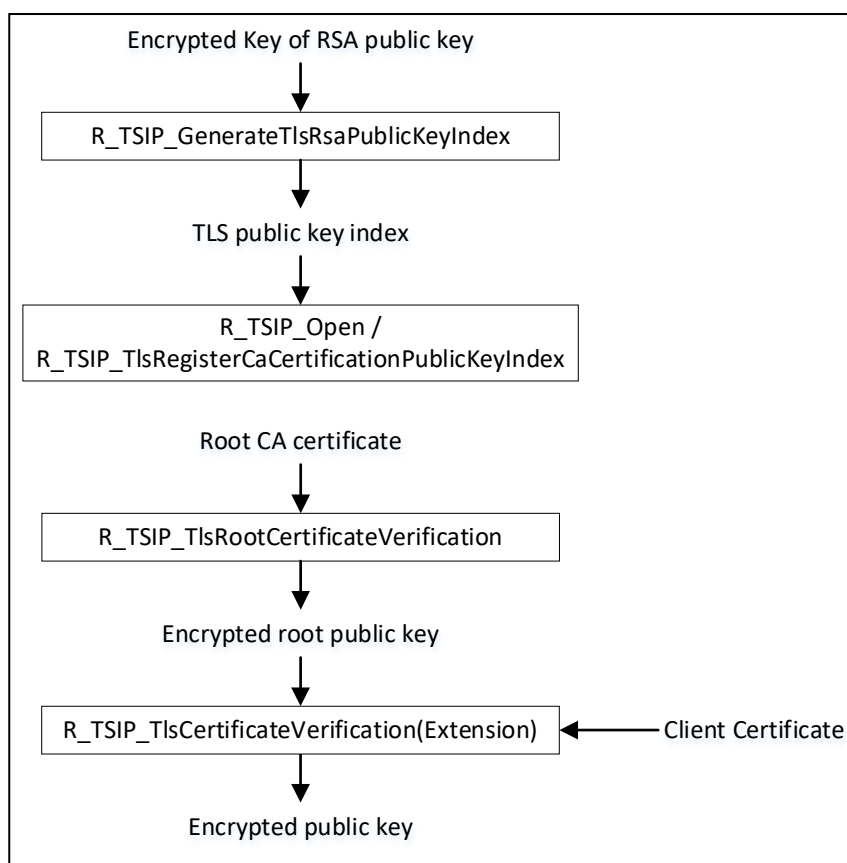 Encrypted Key of RSA public key
R_TSIP_GenerateTlsRsaPublicKeyIndex
TLS public key index
R_TSIP_Open /
R_TSIP_TlsRegisterCaCertificationPublicKeyIndex
Root CA certificate
R_TSIP_TlsRootCertificateVerification
Encrypted root public key
R_TSIP_TlsCertificateVerification(Extension)
Client Certificate
Encrypted public key